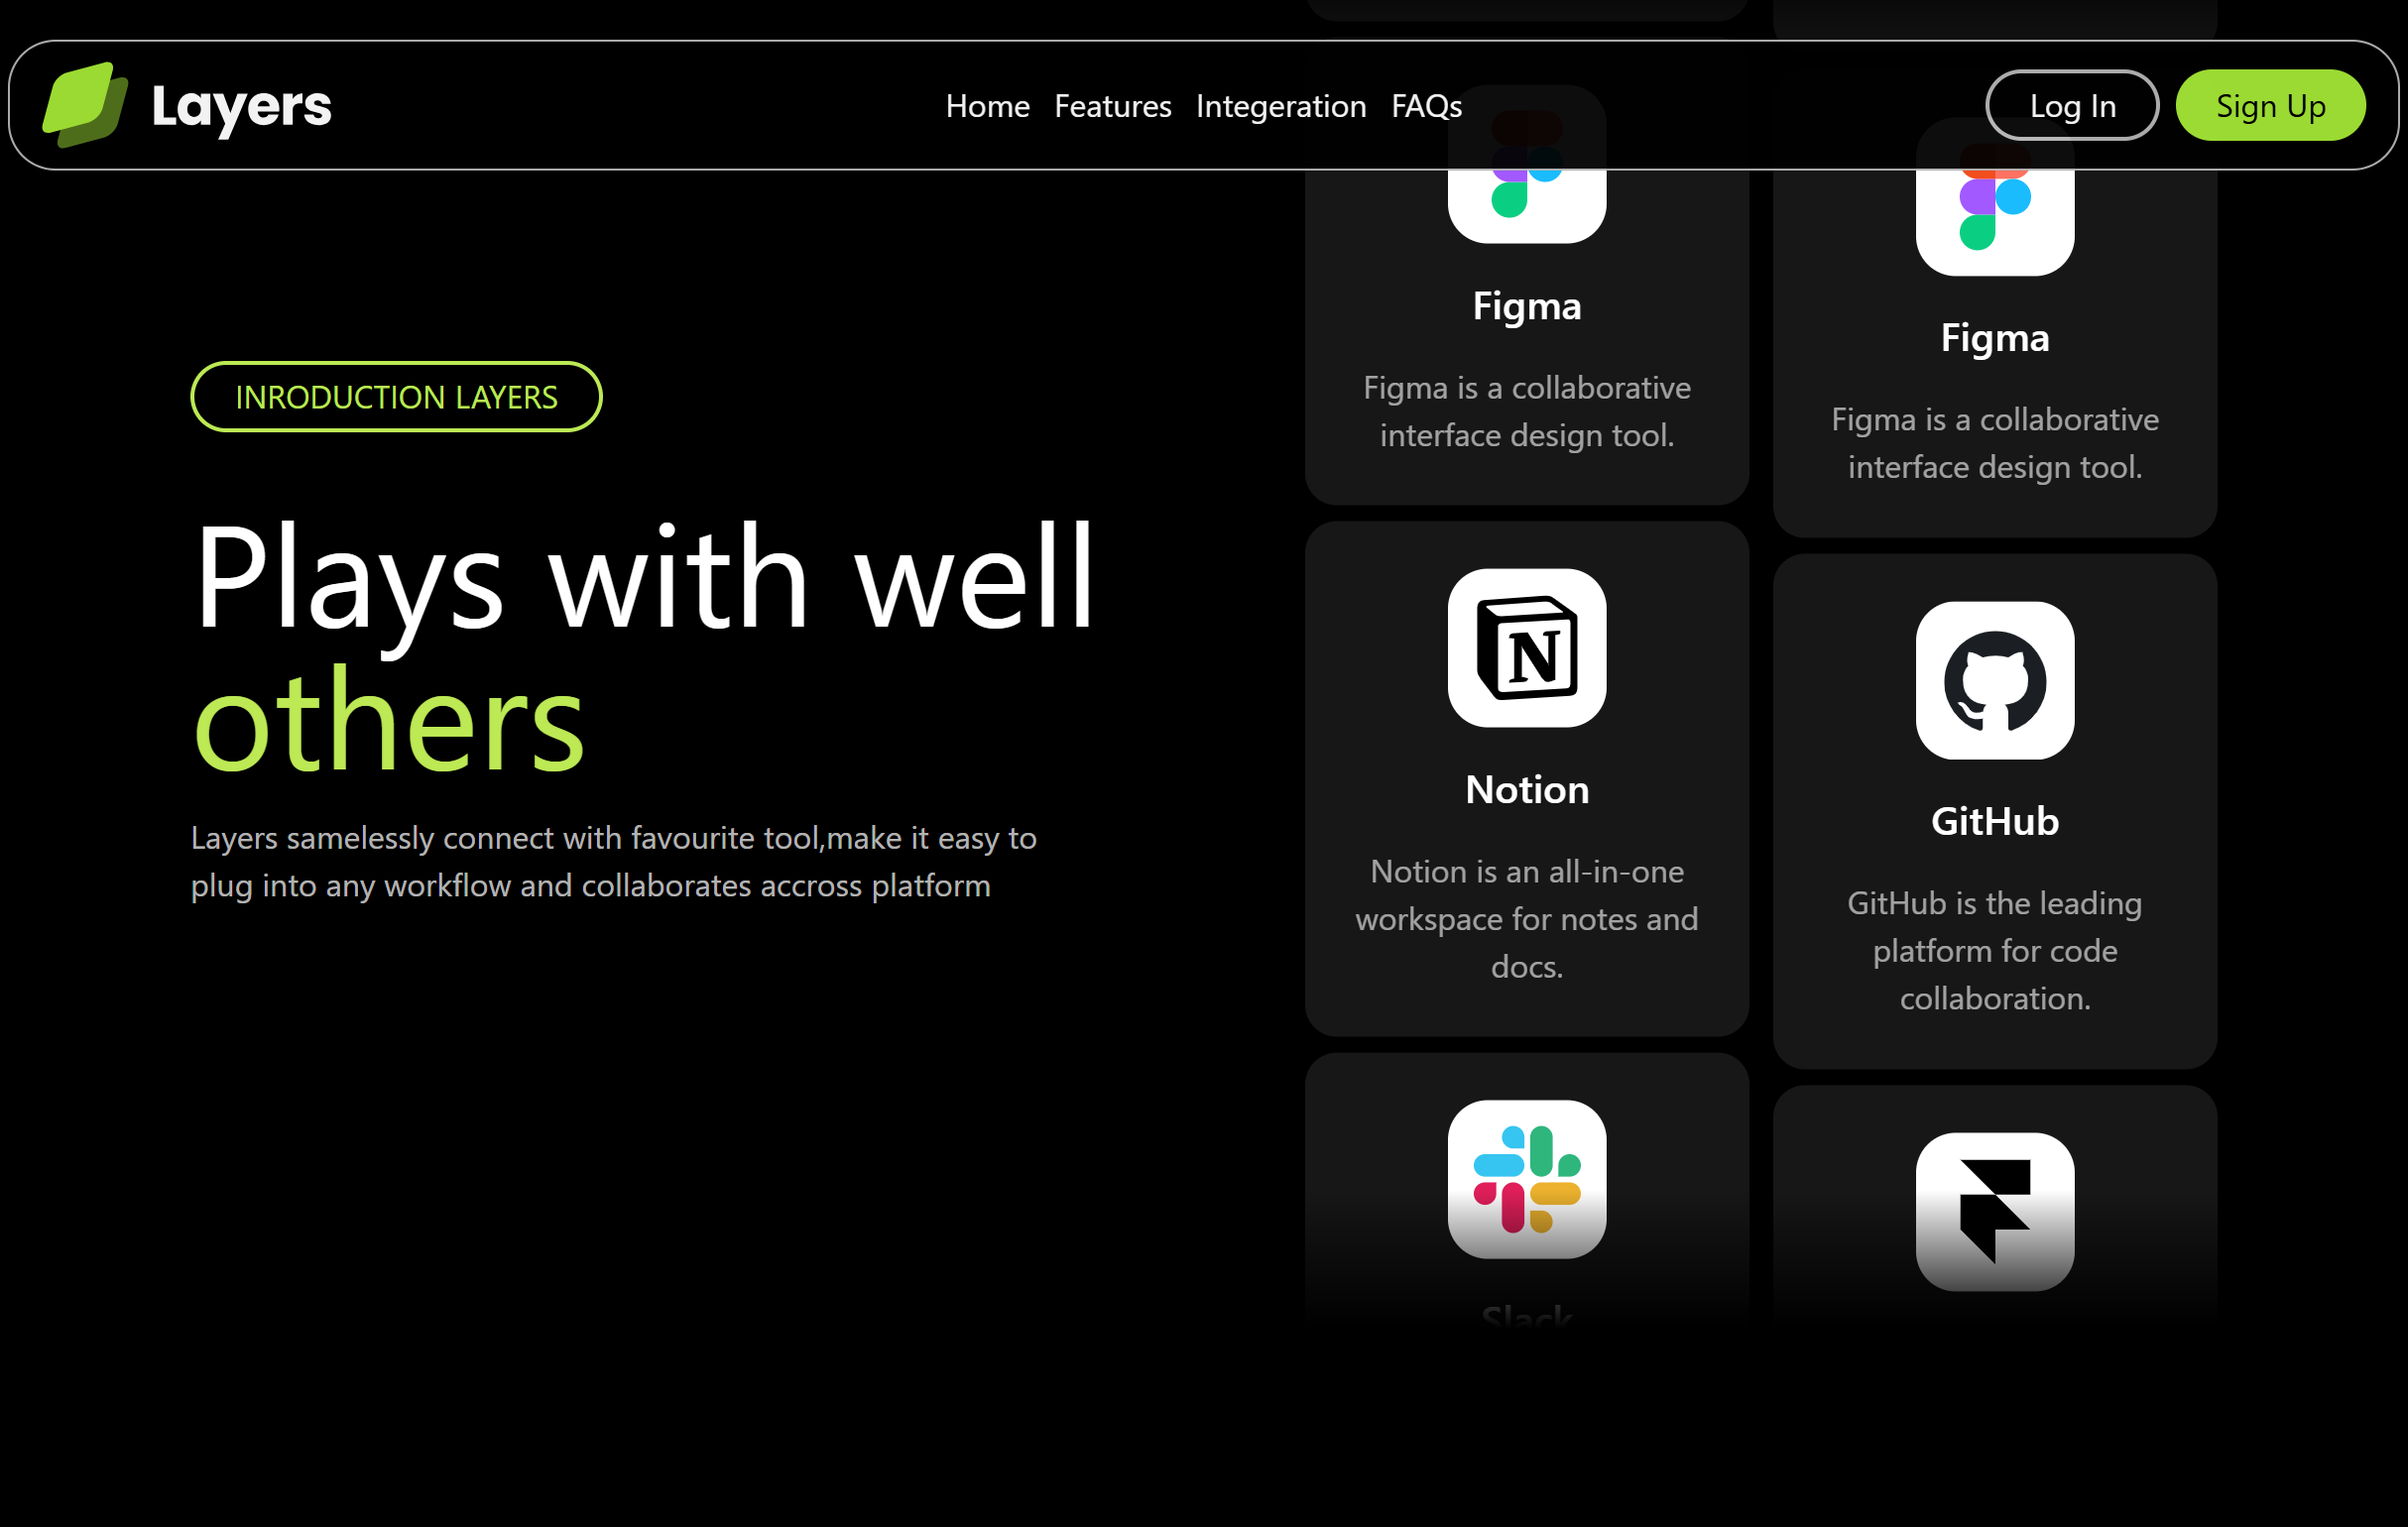 Layers
Home Features Integeration FAQs
Log In
Sign Up
INRODUCTION LAYERS
Plays with well
others
Layers samelessly connect with favourite tool,make it easy to
plug into any workflow and collaborates accross platform
Figma
Figma is a collaborative
interface design tool.
Notion
Notion is an all-in-one
workspace for notes and
docs.
Slack
Figma
Figma is a collaborative
interface design tool.
GitHub
GitHub is the leading
platform for code
collaboration.